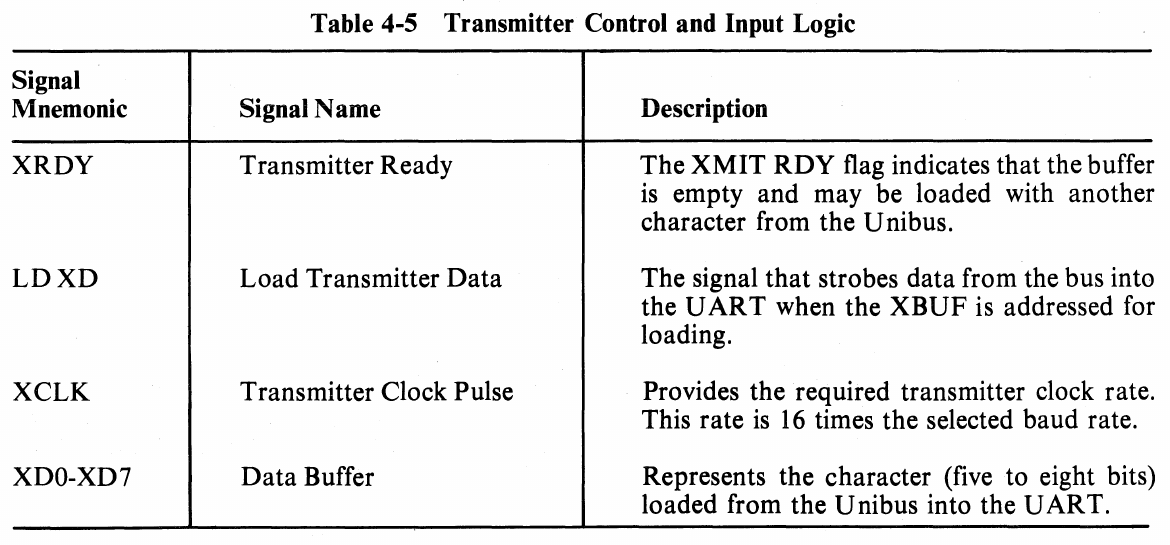 Table 4-5 Transmitter Control and Input Logic
Signal
Mnemonic Signal Name Description
XRDY Transmitter Ready The XMIT RDY flag indicates that the buffer
is empty and may be loaded with another
character from the Unibus.
LD XD Load Transmitter Data The signal that strobes data from the bus into
the UART when the XBUF is addressed for
loading.
XCLK Transmitter Clock Pulse Provides the required transmitter clock rate.
This rate is 16 times the selected baud rate.
XD0-XD7 Data Buffer Represents the character (five to eight bits)
loaded from the Unibus into the UART.